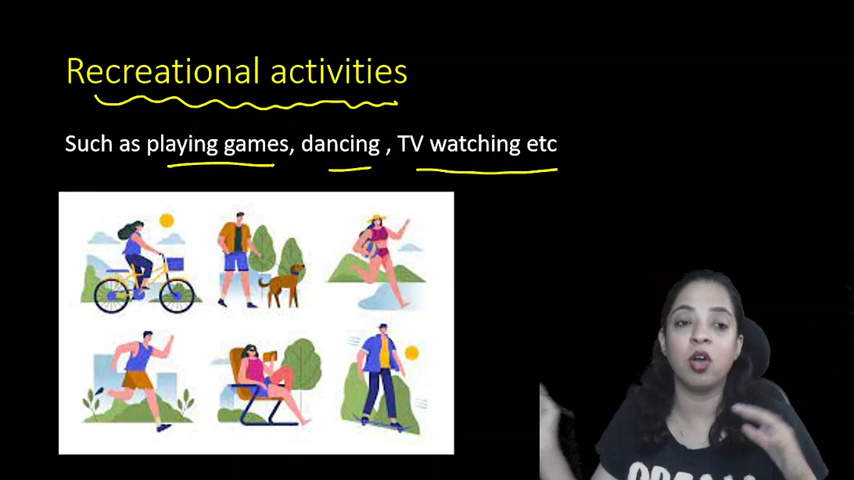 Recreational activities
Such as playing games, dancing , TV watching etc